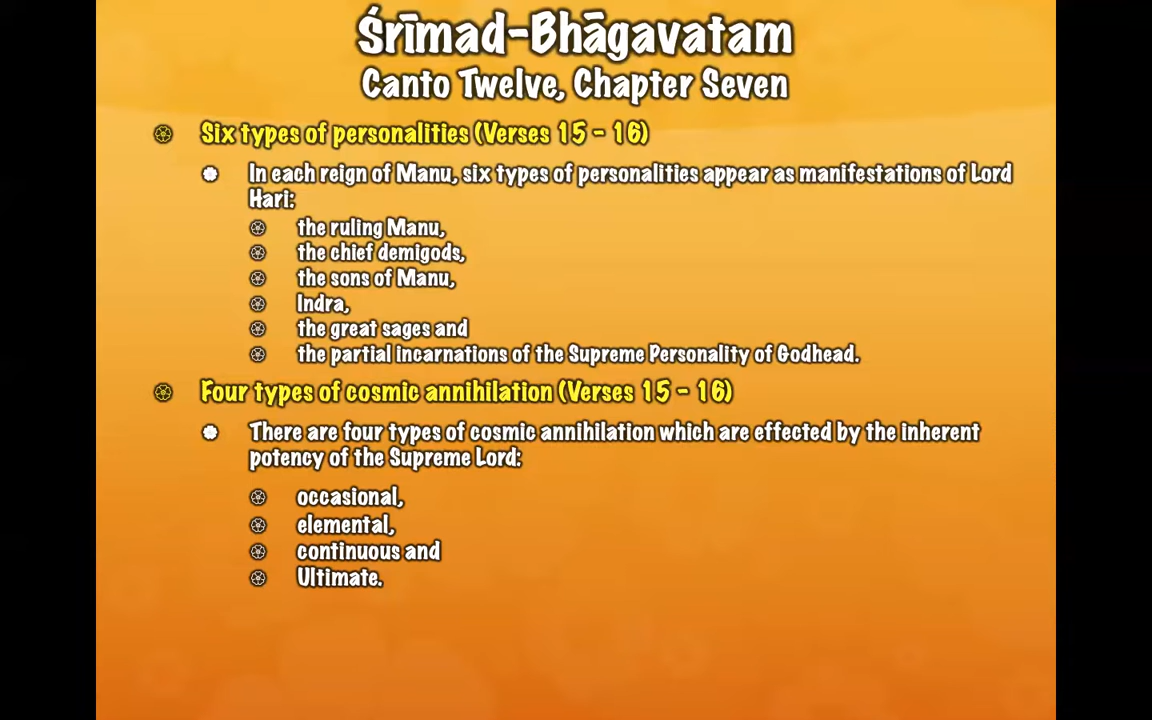 Śrīmad-Bhāgavatam
Canto Twelve, Chapter Seven
Six types of personalities (Verses 15 – 16)
In each reign of Manu, six types of personalities appear as manifestations of Lord
Hari:
the ruling Manu,
the chief demigods,
the sons of Manu,
Indra,
the great sages and
the partial incarnations of the Supreme Personality of Godhead.
Four types of cosmic annihilation (Verses 15 – 16)
There are four types of cosmic annihilation which are effected by the inherent
potency of the Supreme Lord:
occasional,
elemental,
continuous and
Ultimate.